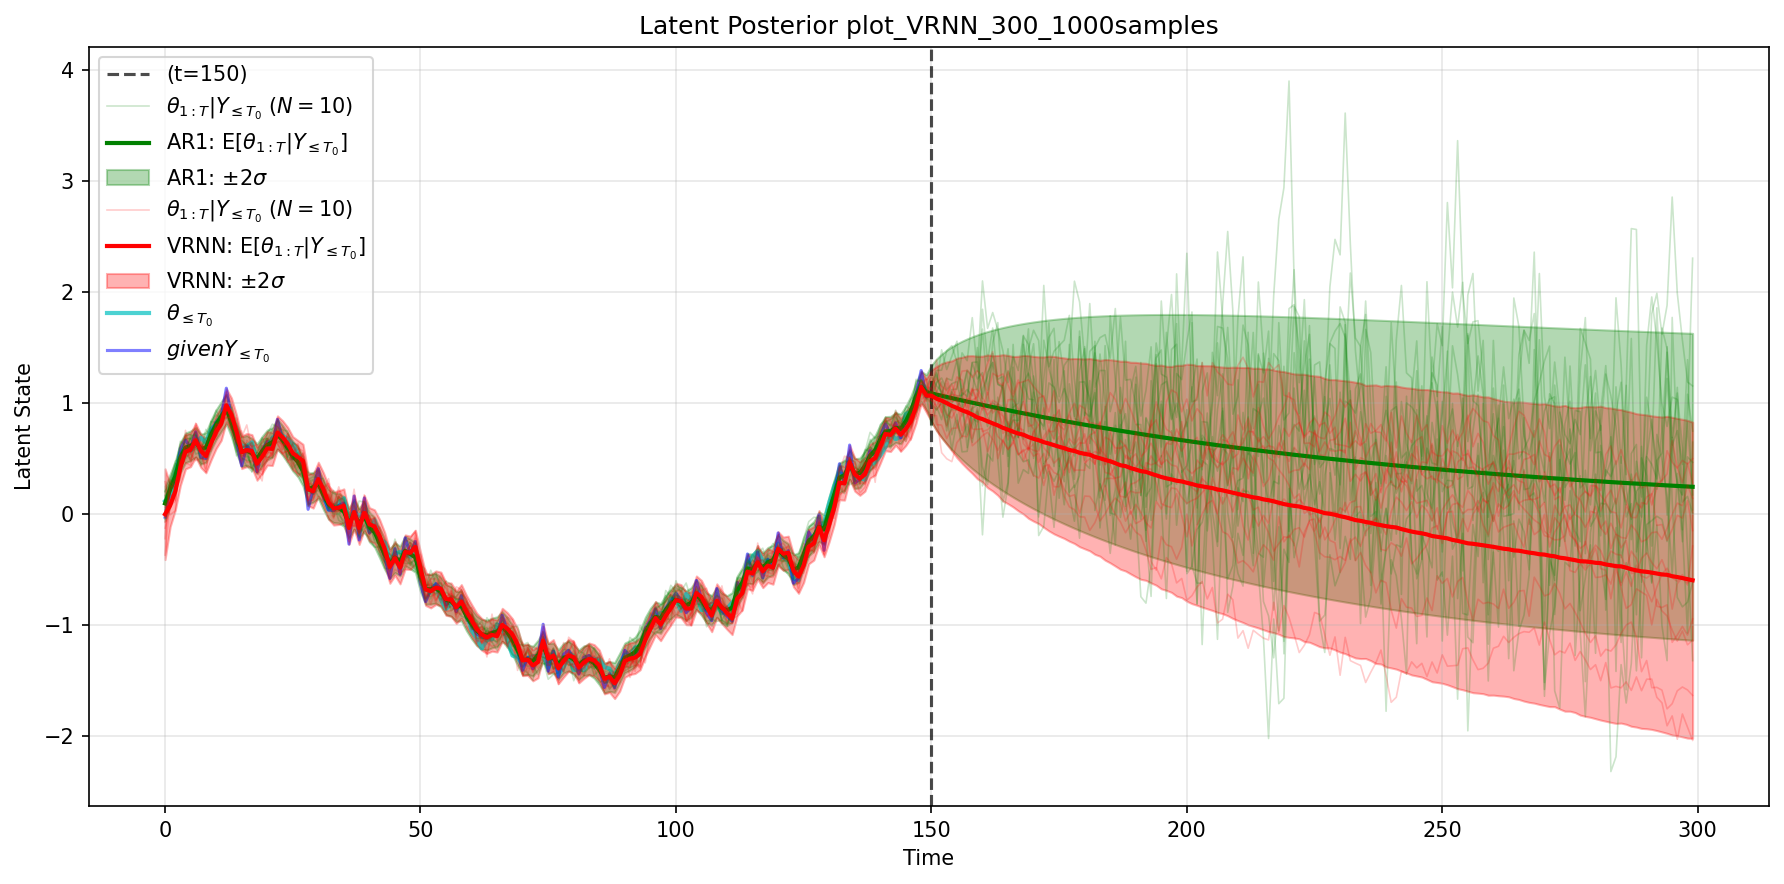 Latent Posterior plot_VRNN_300_1000samples
(t=150)
θ₁:T|Y≤T₀ (N = 10)
AR1: E[θ₁:T|Y≤T₀]
AR1: ±2σ
θ₁:T|Y≤T₀ (N = 10)
VRNN: E[θ₁:T|Y≤T₀]
VRNN: ±2σ
θ≤T₀
givenY≤T₀
Latent State
4
3
2
1
0
−1
−2
0 50 100 150 200 250 300
Time